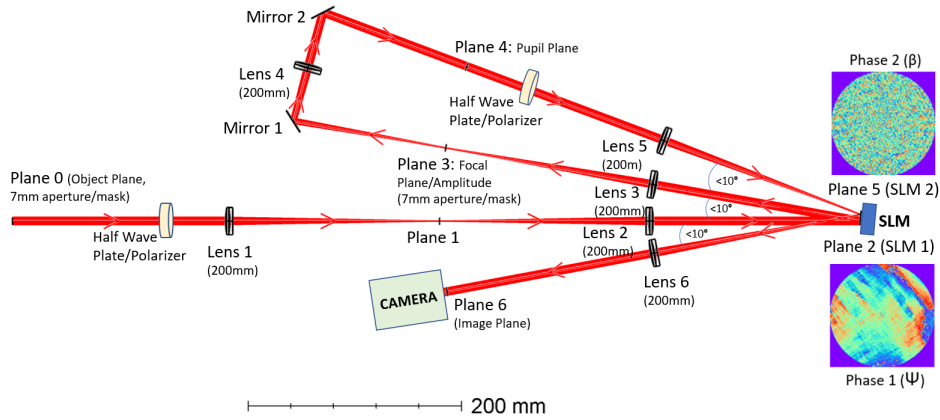 Mirror 2
Plane 4: Pupil Plane
Phase 2 (β)
Lens 4
(200mm)
Half Wave
Plate/Polarizer
Mirror 1
Lens 5
(200m)
Plane 3: Focal
Plane/Amplitude
(7mm aperture/mask)
<10°
Plane 0 (Object Plane,
7mm aperture/mask)
Lens 3
(200mm)
<10°
Plane 5 (SLM 2)
SLM
Half Wave
Plate/Polarizer
Lens 1
(200mm)
Plane 1
Lens 2
(200mm)
<10°
Plane 2 (SLM 1)
Lens 6
(200mm)
CAMERA
Plane 6
(Image Plane)
Phase 1 (Ψ)
200 mm